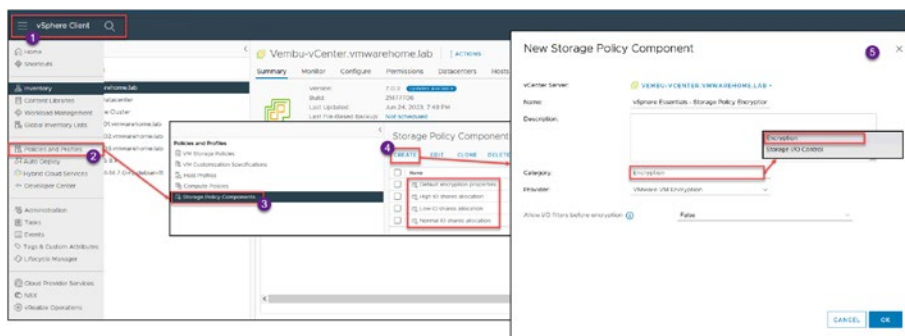 vSphere Client
1
Home
Shortcuts
Inventory
Content Libraries
Workload Management
Global Inventory Lists
Policies and Profiles
2
Auto Deploy
Hybrid Cloud Services
Developer Center
Administration
Tasks
Events
Tags & Custom Attributes
Lifecycle Manager
Cloud Provider Services
NSX
vRealize Operations
Vembu-vCenter.vmwarehome.lab
ACTIONS
Summary Monitor Configure Permissions Datacenters Hosts
Version: 7.0.3
Build:
Last Updated: Jun 24, 2023, 7:49 PM
Last File-Based Backup: Not scheduled
Policies and Profiles
VM Storage Policies
VM Customization Specifications
Host Profiles
Compute Policies
Storage Policy Components
3
Storage Policy Component
4
CREATE EDIT CLONE DELETE
Name
Default encryption properties
High IO shares allocation
Low IO shares allocation
Normal IO shares allocation
New Storage Policy Component
5
vCenter Server: VEMBU-VCENTER.VMWAREHOME.LAB
Name: vSphere Essentials - Storage Policy Encryptor
Description:
Encryption
Storage I/O Control
Category: Encryption
Provider: VMware VM Encryption
Allow I/O filters before encryption False
CANCEL OK